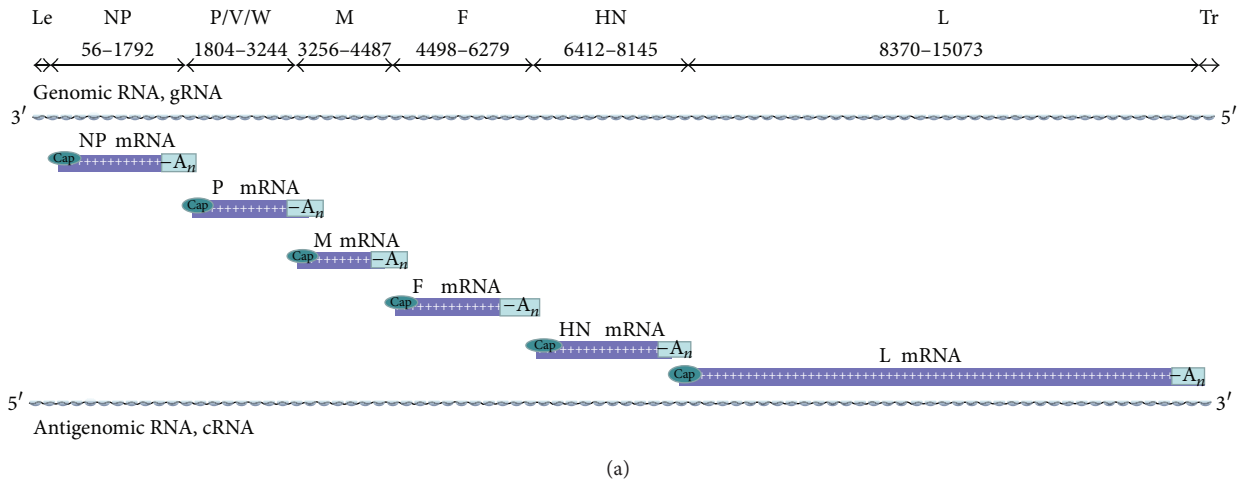 Le NP P/V/W M F HN L Tr
56–1792 1804–3244 3256–4487 4498–6279 6412–8145 8370–15073
Genomic RNA, gRNA
3′ 5′
NP mRNA
Cap +++++++++++ –Aₙ
P mRNA
Cap ++++++++++ –Aₙ
M mRNA
Cap +++++++ –Aₙ
F mRNA
Cap +++++++++++ –Aₙ
HN mRNA
Cap +++++++++++ –Aₙ
L mRNA
Cap ++++++++++++++++++++++++++++++++++++++++++++++++++++++ –Aₙ
5′ 3′
Antigenomic RNA, cRNA
(a)